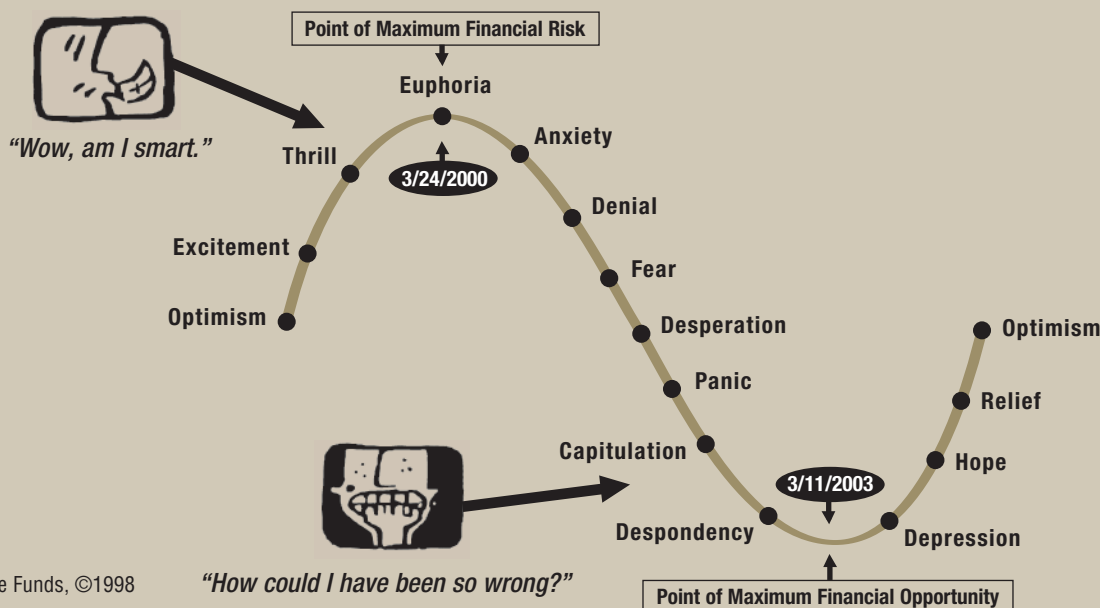 Point of Maximum Financial Risk
Euphoria
"Wow, am I smart."
Thrill
3/24/2000
Anxiety
Denial
Excitement
Fear
Optimism
Desperation
Optimism
Panic
Relief
Capitulation
Hope
3/11/2003
Despondency
Depression
e Funds, ©1998
"How could I have been so wrong?"
Point of Maximum Financial Opportunity